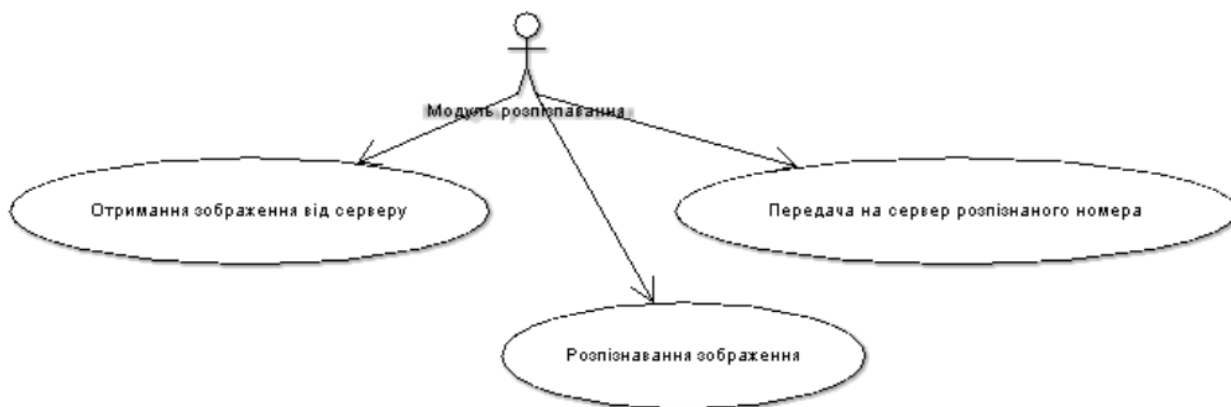 Модуль розпізнавання
Отримання зображення від серверу
Передача на сервер розпізнаного номера
Розпізнавання зображення